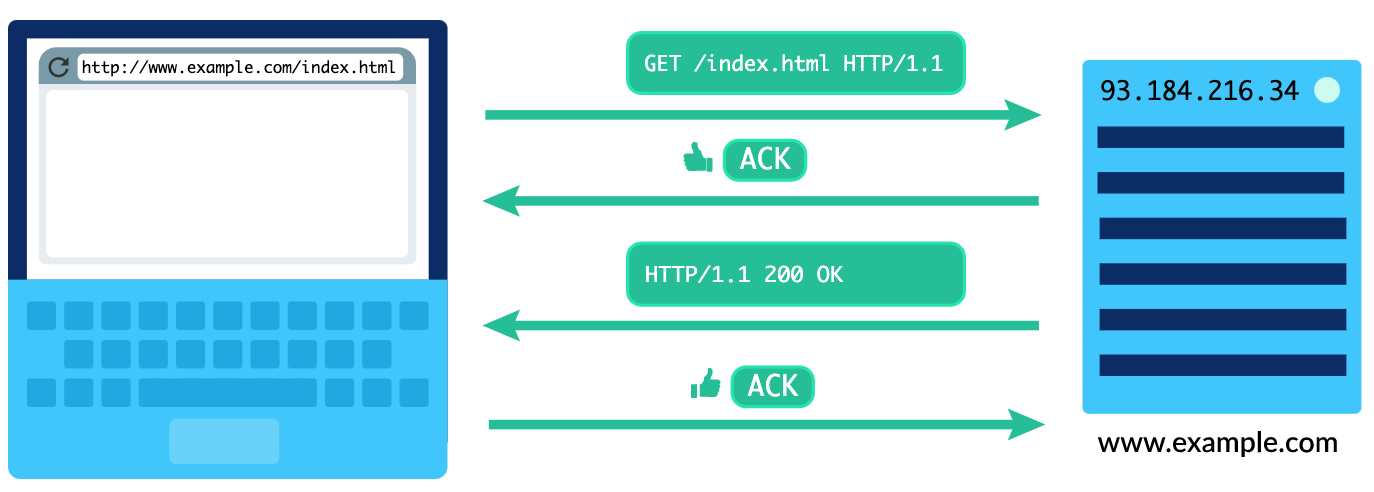 http://www.example.com/index.html
GET /index.html HTTP/1.1
ACK
HTTP/1.1 200 OK
ACK
93.184.216.34
www.example.com